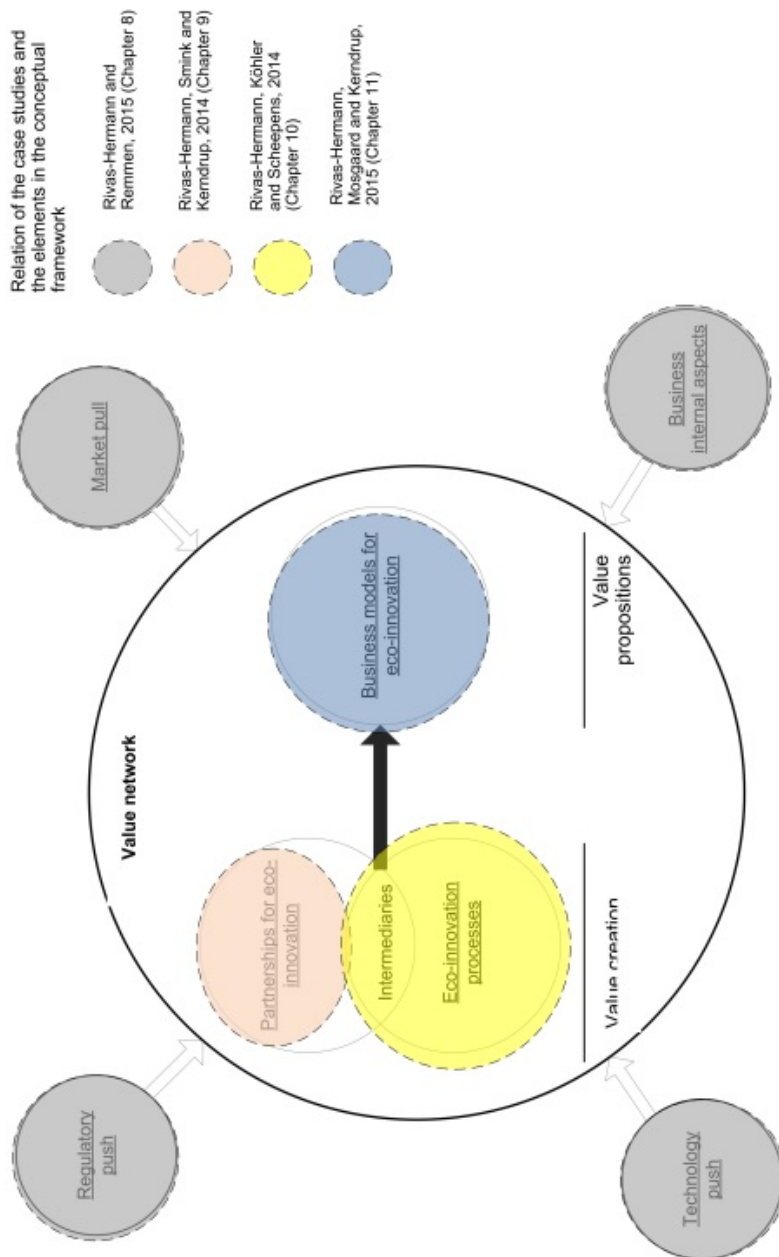 Relation of the case studies and
the elements in the conceptual
framework
Rivas-Hermann and
Remmen, 2015 (Chapter 8)
Rivas-Hermann, Smink and
Kerndrup, 2014 (Chapter 9)
Rivas-Hermann, Köhler
and Scheepens, 2014
(Chapter 10)
Rivas-Hermann,
Mosgaard and Kerndrup,
2015 (Chapter 11)
Regulatory
push
Market pull
Value network
Partnerships for eco-
innovation
Intermediaries
Eco-innovation
processes
Business models for
eco-innovation
Value creation
Value
propositions
Technology
push
Business
internal aspects